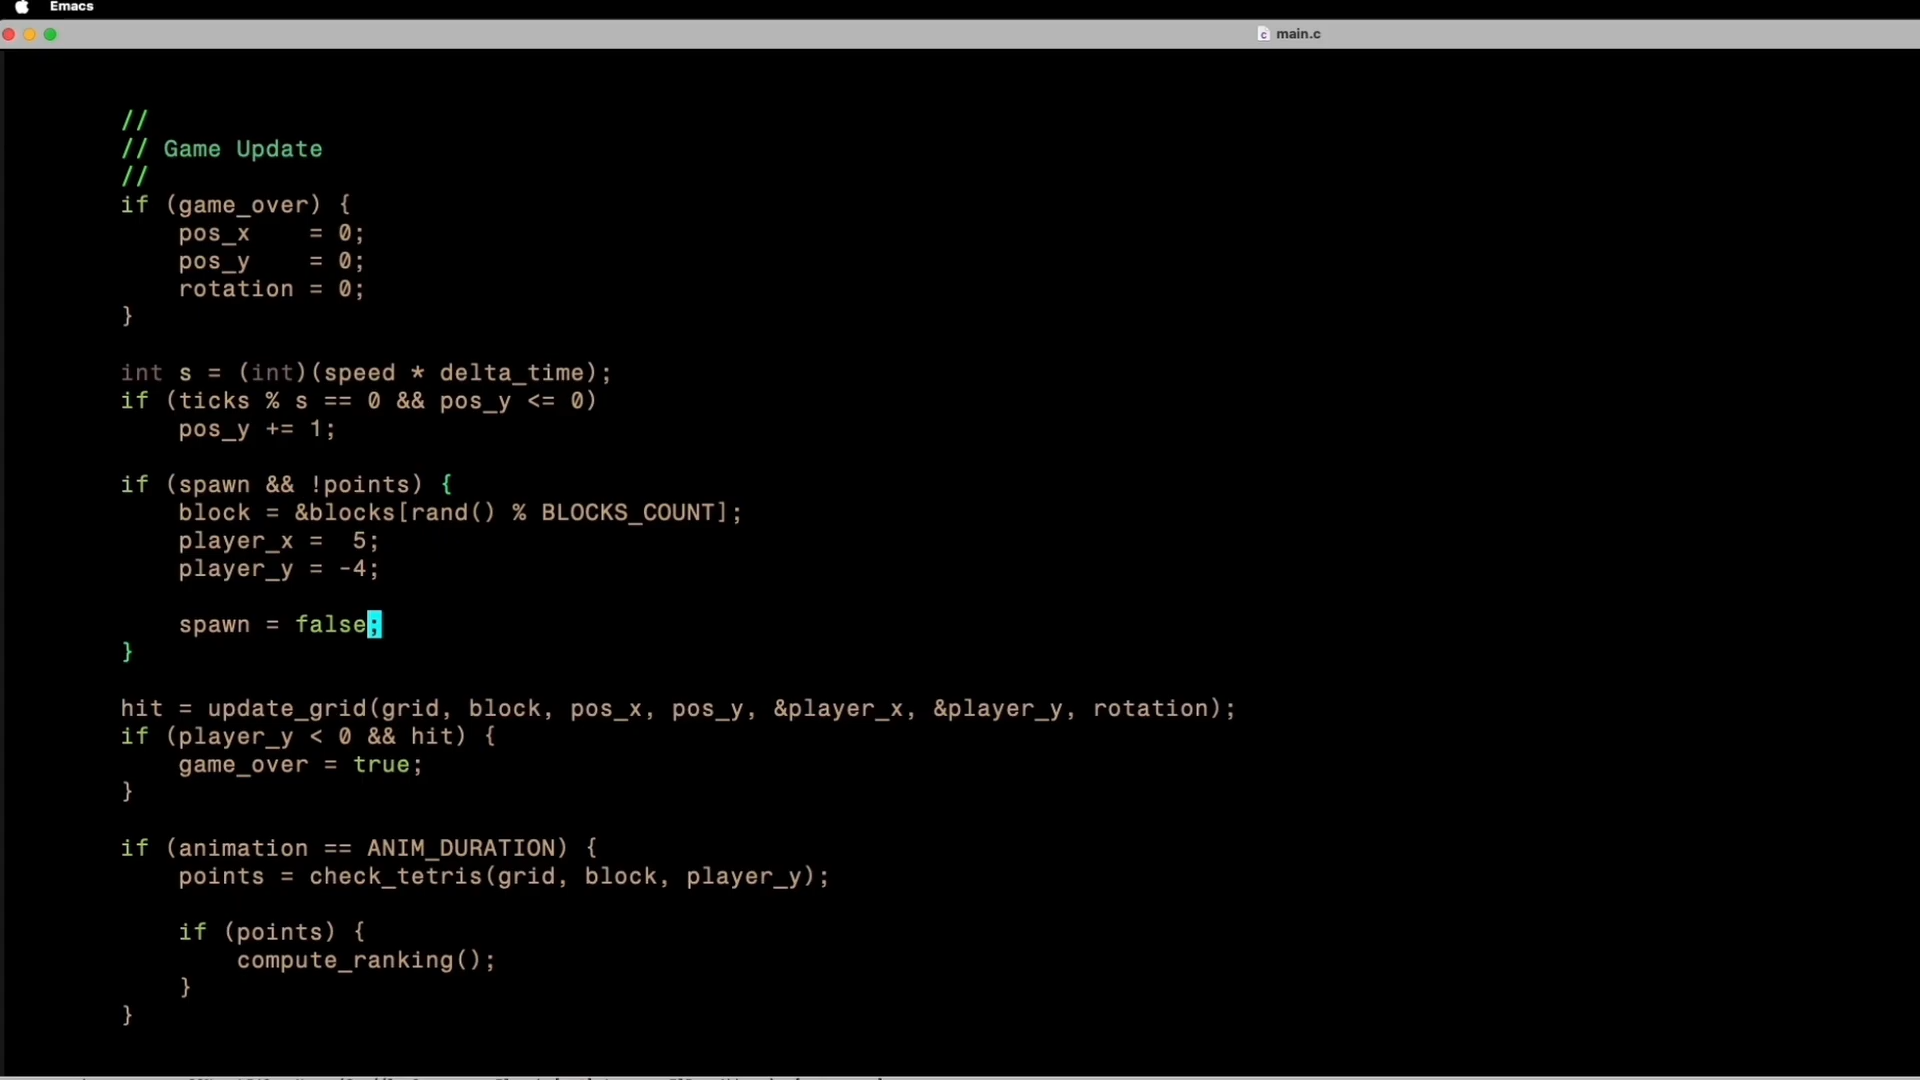 Emacs
main.c
//
// Game Update
//
if (game_over) {
    pos_x    = 0;
    pos_y    = 0;
    rotation = 0;
}
int s = (int)(speed * delta_time);
if (ticks % s == 0 && pos_y <= 0)
    pos_y += 1;
if (spawn && !points) {
    block = &blocks[rand() % BLOCKS_COUNT];
    player_x =  5;
    player_y = -4;
    spawn = false;
}
hit = update_grid(grid, block, pos_x, pos_y, &player_x, &player_y, rotation);
if (player_y < 0 && hit) {
    game_over = true;
}
if (animation == ANIM_DURATION) {
    points = check_tetris(grid, block, player_y);
    if (points) {
        compute_ranking();
    }
}